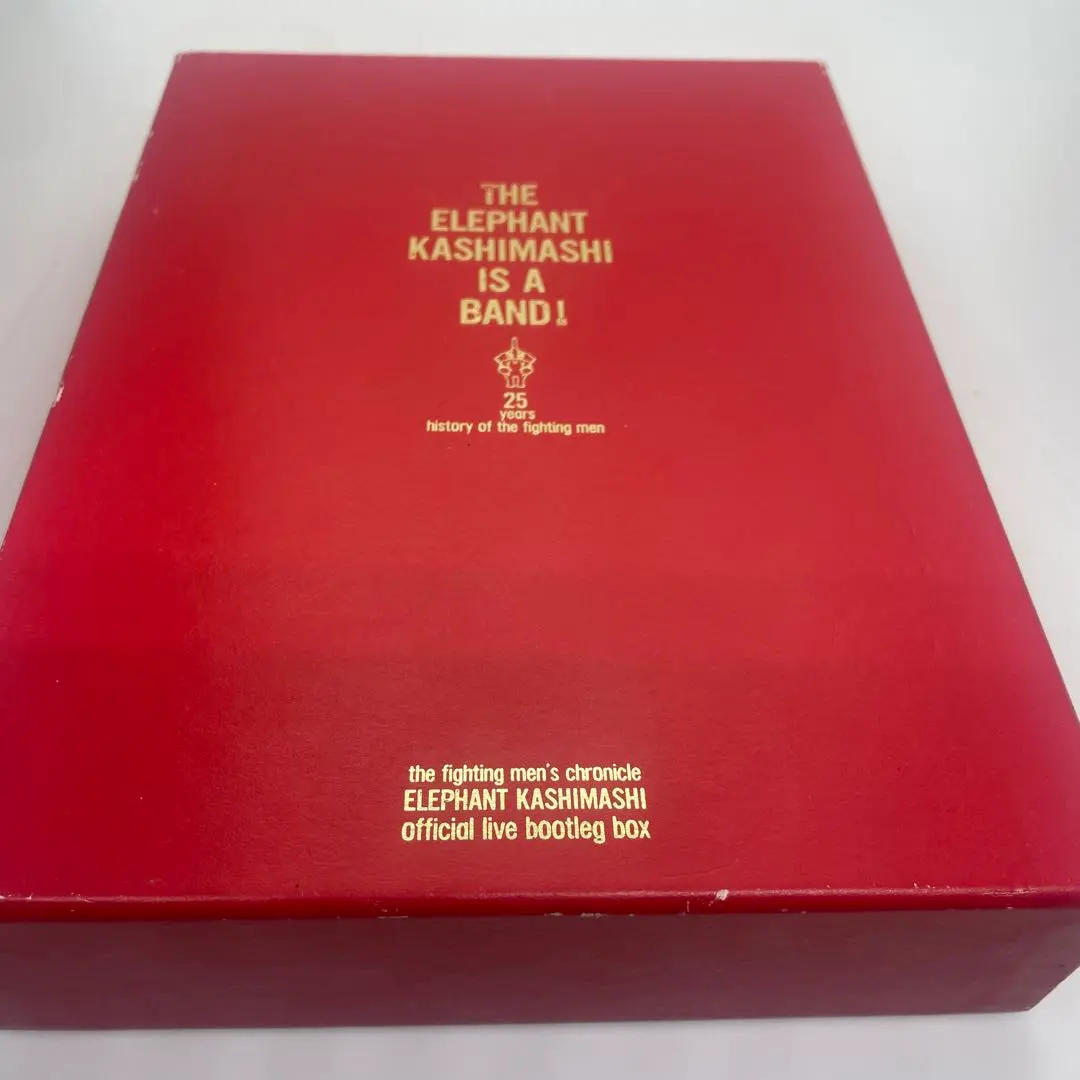 THE
ELEPHANT
KASHIMASHI
IS A
BAND!
25
years
history of the fighting men
the fighting men's chronicle
ELEPHANT KASHIMASHI
official live bootleg box